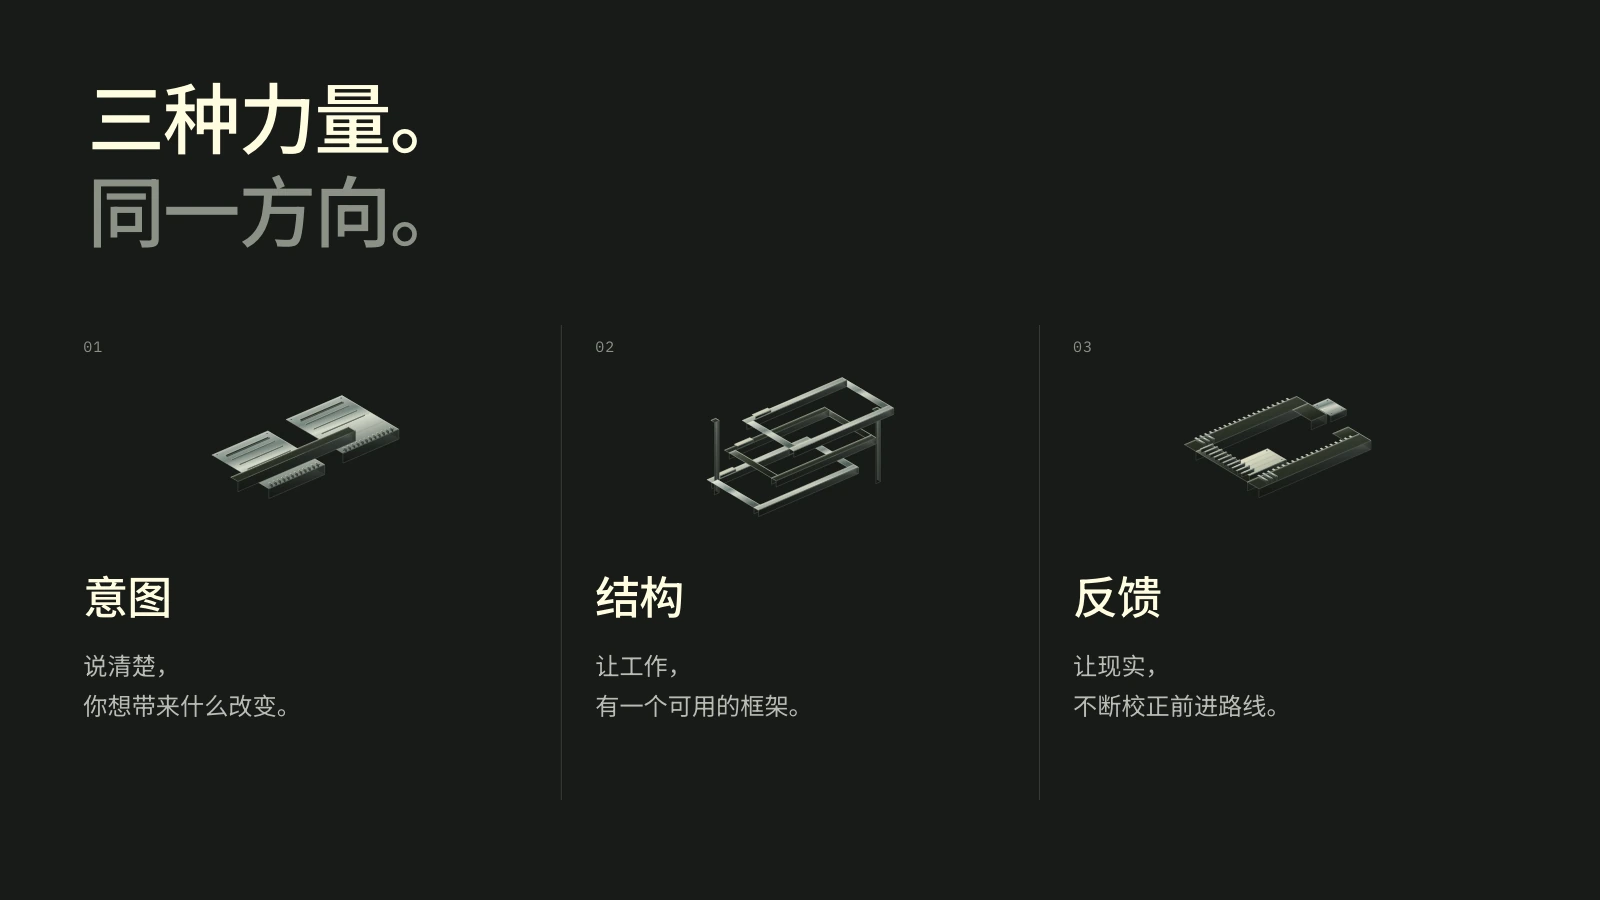 三种力量。
同一方向。
01
意图
说清楚，
你想带来什么改变。
02
结构
让工作，
有一个可用的框架。
03
反馈
让现实，
不断校正前进路线。